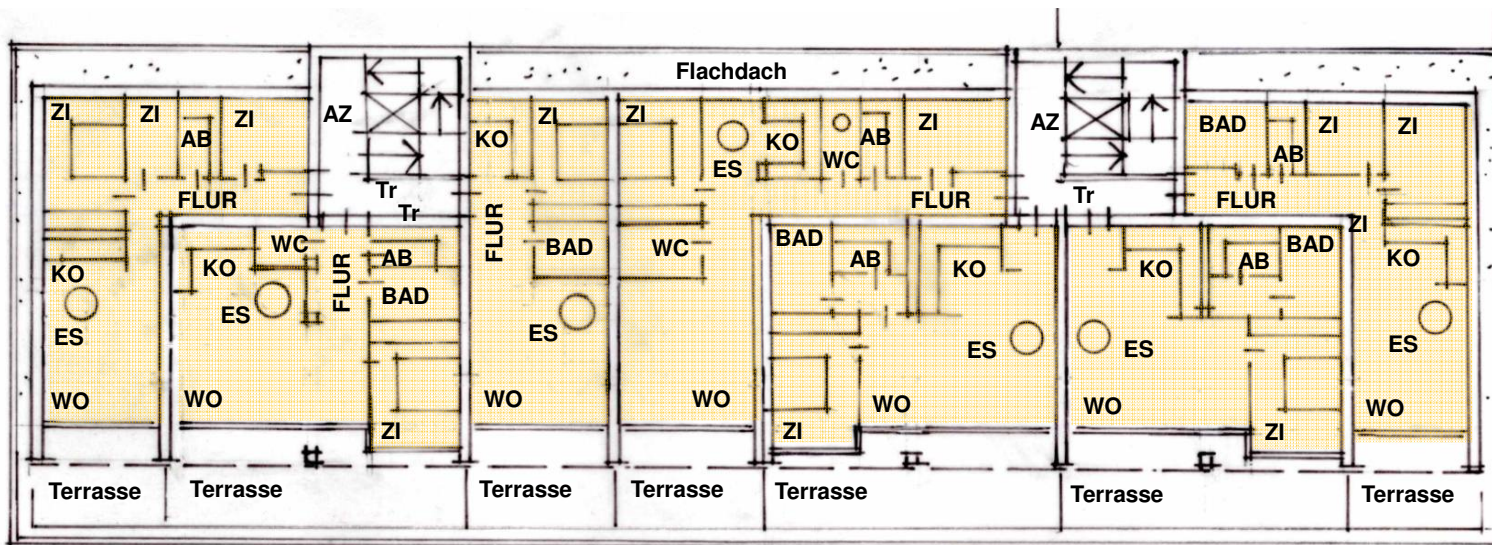 Flachdach
ZI
ZI
AB
ZI
AZ
KO
ZI
ZI
ES
KO
WC
AB
ZI
AZ
BAD
AB
ZI
ZI
FLUR
Tr
Tr
FLUR
FLUR
Tr
FLUR
ZI
KO
ES
WO
KO
WC
ES
FLUR
AB
BAD
WO
ZI
BAD
ES
WO
WC
WO
BAD
AB
KO
ES
WO
ZI
KO
AB
BAD
ES
WO
ZI
KO
ES
WO
Terrasse
Terrasse
Terrasse
Terrasse
Terrasse
Terrasse
Terrasse